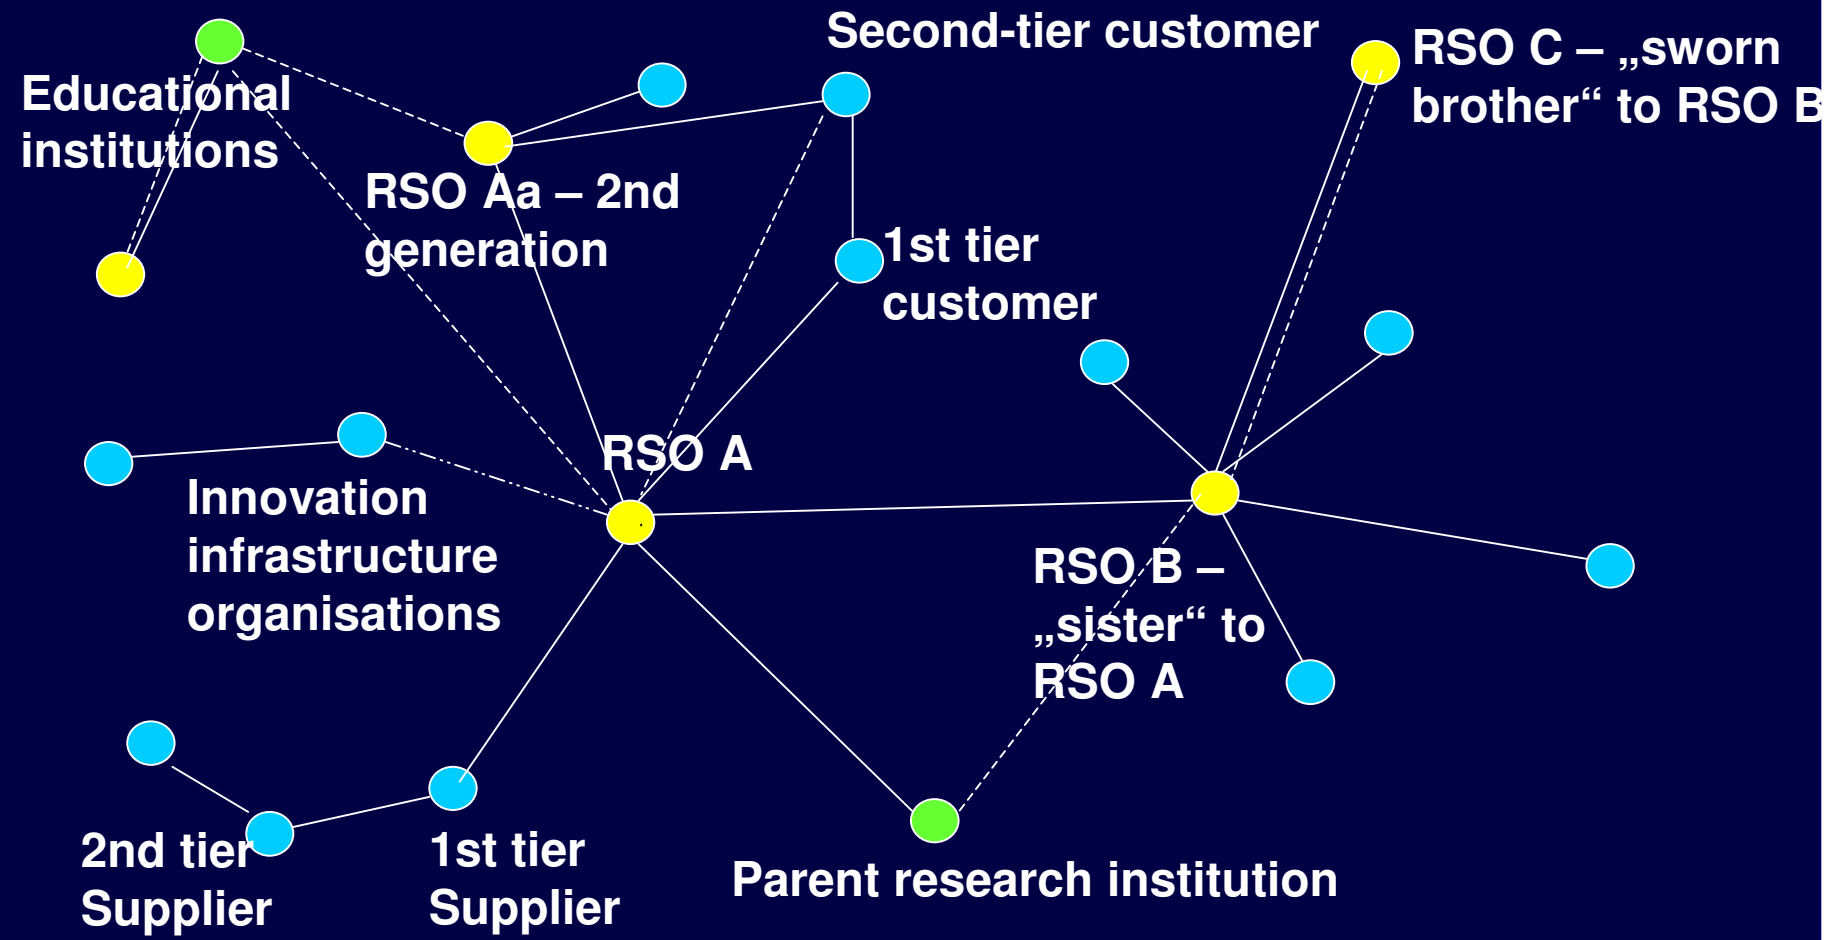 Second-tier customer
RSO C – „sworn
brother“ to RSO B
Educational
institutions
RSO Aa – 2nd
generation
1st tier
customer
RSO A
Innovation
infrastructure
organisations
RSO B –
„sister“ to
RSO A
2nd tier
Supplier
1st tier
Supplier
Parent research institution